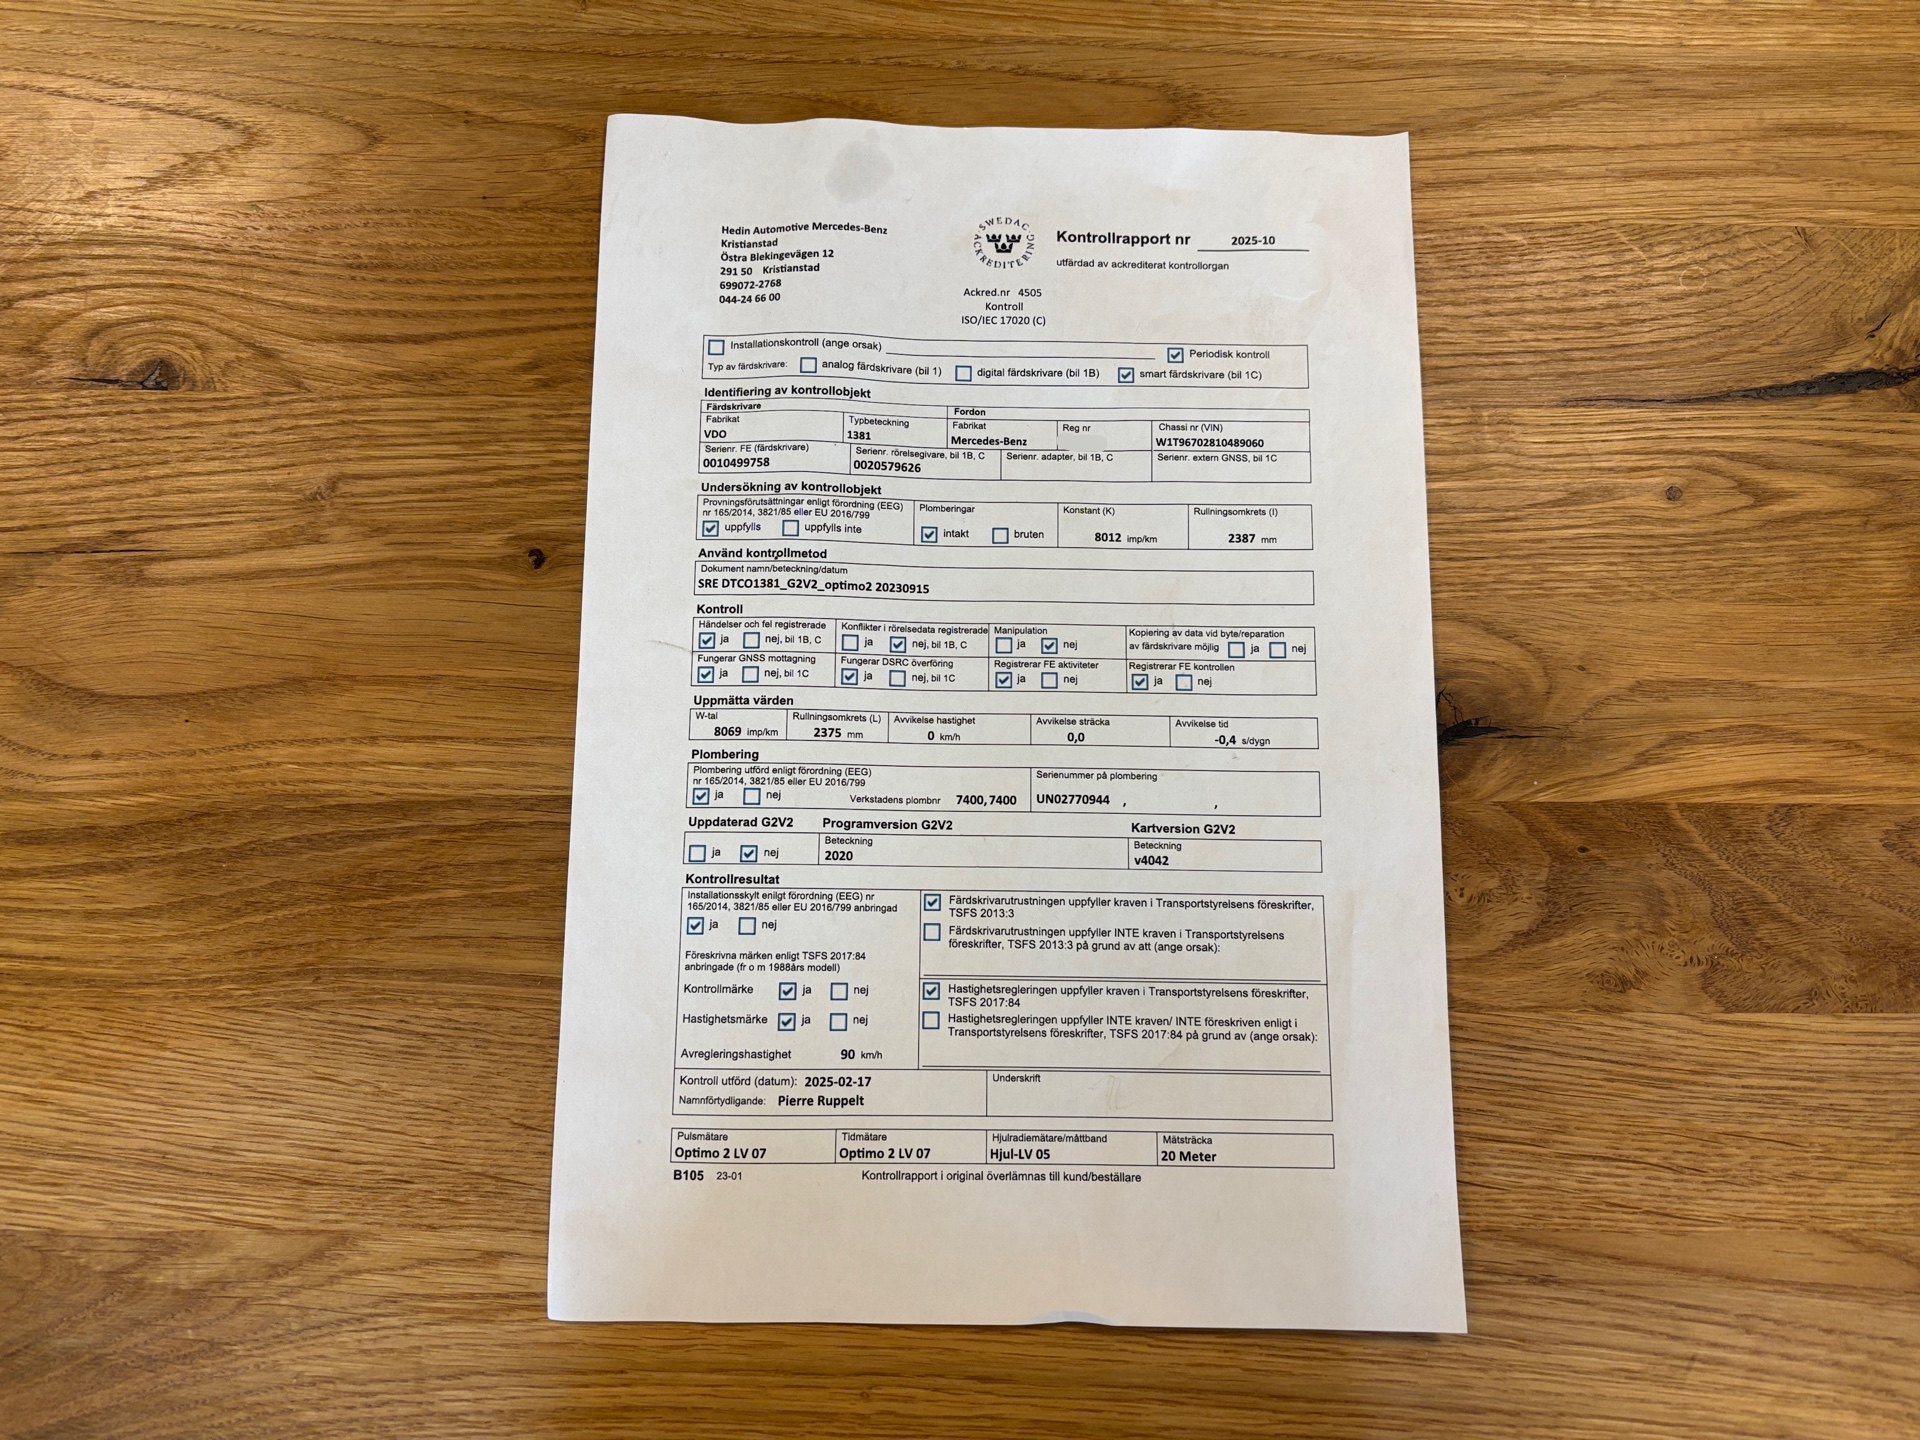 Hedin Automotive Mercedes-Benz
Kristianstad
Östra Blekingevägen 12
291 50 Kristianstad
699072-2768
044-24 66 00
SWEDAC
ACKREDITERING
Ackred.nr 4505
Kontroll
ISO/IEC 17020 (C)
Kontrollrapport nr 2025-10
utfärdad av ackrediterat kontrollorgan
Installationskontroll (ange orsak) Periodisk kontroll
Typ av färdskrivare: analog färdskrivare (bil 1) digital färdskrivare (bil 1B) smart färdskrivare (bil 1C)
Identifiering av kontrollobjekt
Färdskrivare Fordon
Fabrikat Typbeteckning Fabrikat Reg nr Chassi nr (VIN)
VDO 1381 Mercedes-Benz W1T96702810489060
Serienr. FE (färdskrivare) Serienr. rörelsegivare, bil 1B, C Serienr. adapter, bil 1B, C Serienr. extern GNSS, bil 1C
0010499758 0020579626
Undersökning av kontrollobjekt
Provningsförutsättningar enligt förordning (EEG) Plomberingar Konstant (K) Rullningsomkrets (l)
nr 165/2014, 3821/85 eller EU 2016/799
uppfylls uppfylls inte intakt bruten 8012 imp/km 2387 mm
Använd kontrollmetod
Dokument namn/beteckning/datum
SRE DTCO1381_G2V2_optimo2 20230915
Kontroll
Händelser och fel registrerade Konflikter i rörelsedata registrerade Manipulation Kopiering av data vid byte/reparation
ja nej, bil 1B, C ja nej, bil 1B, C ja nej av färdskrivare möjlig ja nej
Fungerar GNSS mottagning Fungerar DSRC överföring Registrerar FE aktiviteter Registrerar FE kontrollen
ja nej, bil 1C ja nej, bil 1C ja nej ja nej
Uppmätta värden
W-tal Rullningsomkrets (L) Avvikelse hastighet Avvikelse sträcka Avvikelse tid
8069 imp/km 2375 mm 0 km/h 0,0 -0,4 s/dygn
Plombering
Plombering utförd enligt förordning (EEG) Serienummer på plombering
nr 165/2014, 3821/85 eller EU 2016/799
ja nej Verkstadens plombnr 7400,7400 UN02770944 , ,
Uppdaterad G2V2 Programversion G2V2 Kartversion G2V2
Beteckning Beteckning
ja nej 2020 v4042
Kontrollresultat
Installationsskylt enligt förordning (EEG) nr
165/2014, 3821/85 eller EU 2016/799 anbringad
ja nej
Föreskrivna märken enligt TSFS 2017:84
anbringade (fr o m 1988års modell)
Kontrollmärke ja nej
Hastighetsmärke ja nej
Avregleringshastighet 90 km/h
Färdskrivarutrustningen uppfyller kraven i Transportstyrelsens föreskrifter,
TSFS 2013:3
Färdskrivarutrustningen uppfyller INTE kraven i Transportstyrelsens
föreskrifter, TSFS 2013:3 på grund av att (ange orsak):
Hastighetsregleringen uppfyller kraven i Transportstyrelsens föreskrifter,
TSFS 2017:84
Hastighetsregleringen uppfyller INTE kraven/ INTE föreskriven enligt i
Transportstyrelsens föreskrifter, TSFS 2017:84 på grund av (ange orsak):
Kontroll utförd (datum): 2025-02-17 Underskrift
Namnförtydligande: Pierre Ruppelt
Pulsmätare Tidmätare Hjulradiemätare/måttband Mätsträcka
Optimo 2 LV 07 Optimo 2 LV 07 Hjul-LV 05 20 Meter
B105 23-01 Kontrollrapport i original överlämnas till kund/beställare